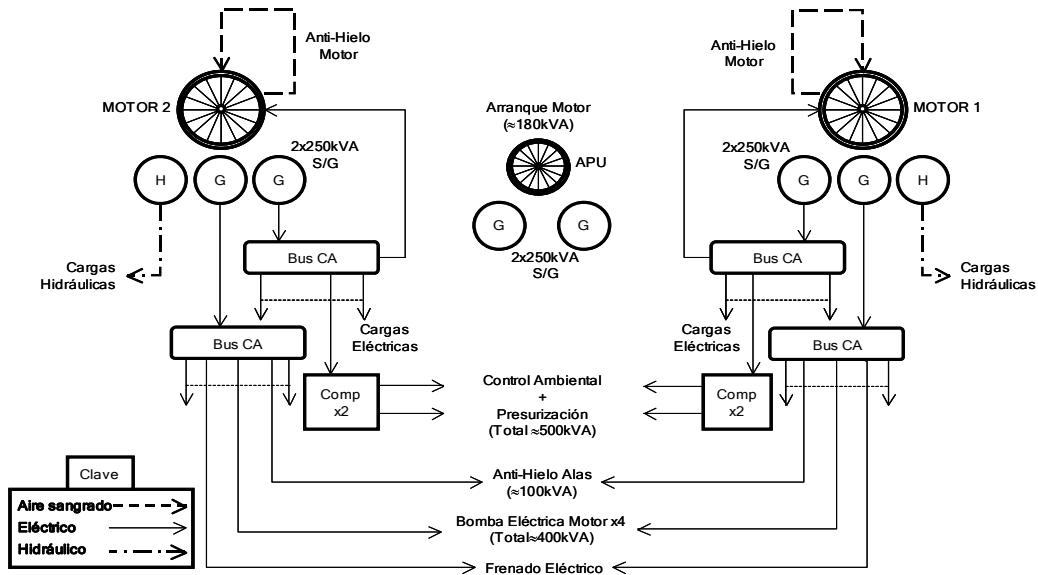 Anti-Hielo
Motor
Anti-Hielo
Motor
MOTOR 2
Arranque Motor
(≈180kVA)
MOTOR 1
2x250kVA
S/G
APU
2x250kVA
S/G
H
G
G
G
G
G
G
H
2x250kVA
S/G
Bus CA
Bus CA
Cargas
Hidráulicas
Cargas
Hidráulicas
Cargas
Eléctricas
Cargas
Eléctricas
Bus CA
Bus CA
Comp
x2
Control Ambiental
+
Presurización
(Total ≈500kVA)
Comp
x2
Anti-Hielo Alas
(≈100kVA)
Bomba Eléctrica Motor x4
(Total≈400kVA)
Frenado Eléctrico
Clave
Aire sangrado
Eléctrico
Hidráulico